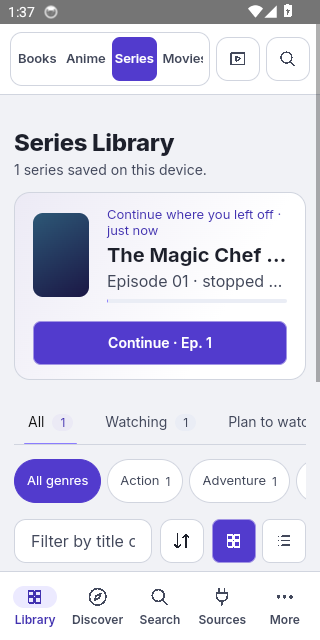 1:37
Books Anime Series Movies
Series Library
1 series saved on this device.
Continue where you left off ·
just now
The Magic Chef ...
Episode 01 · stopped ...
Continue · Ep. 1
All 1 Watching 1 Plan to watc
All genres Action 1 Adventure 1
Filter by title o
Library Discover Search Sources More